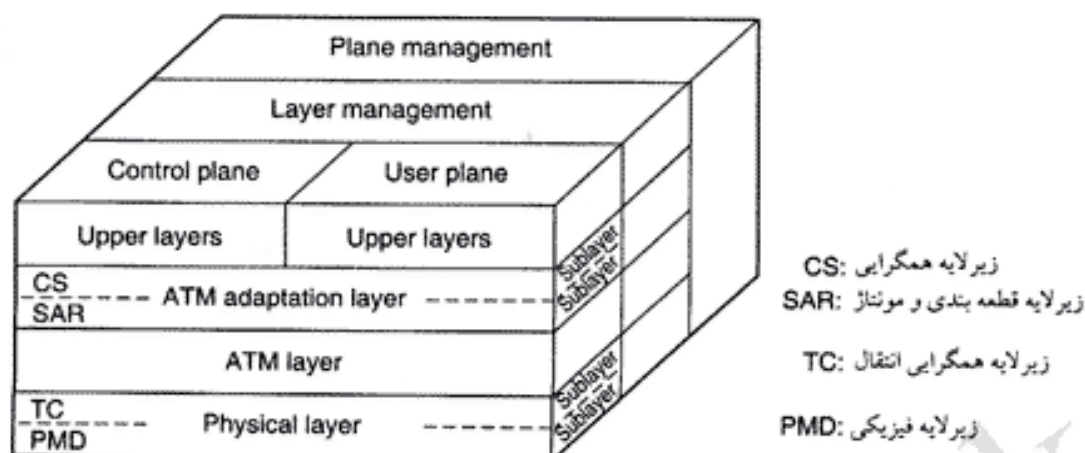 Plane management
Layer management
Control plane
User plane
Upper layers
Upper layers
Sublayer
Sublayer
CS
ATM adaptation layer
SAR
ATM layer
Sublayer
Sublayer
TC
Physical layer
PMD
CS: زیرلایه همگرایی
SAR: زیرلایه قطعه بندی و مونتاژ
TC: زیرلایه همگرایی انتقال
PMD: زیرلایه فیزیکی